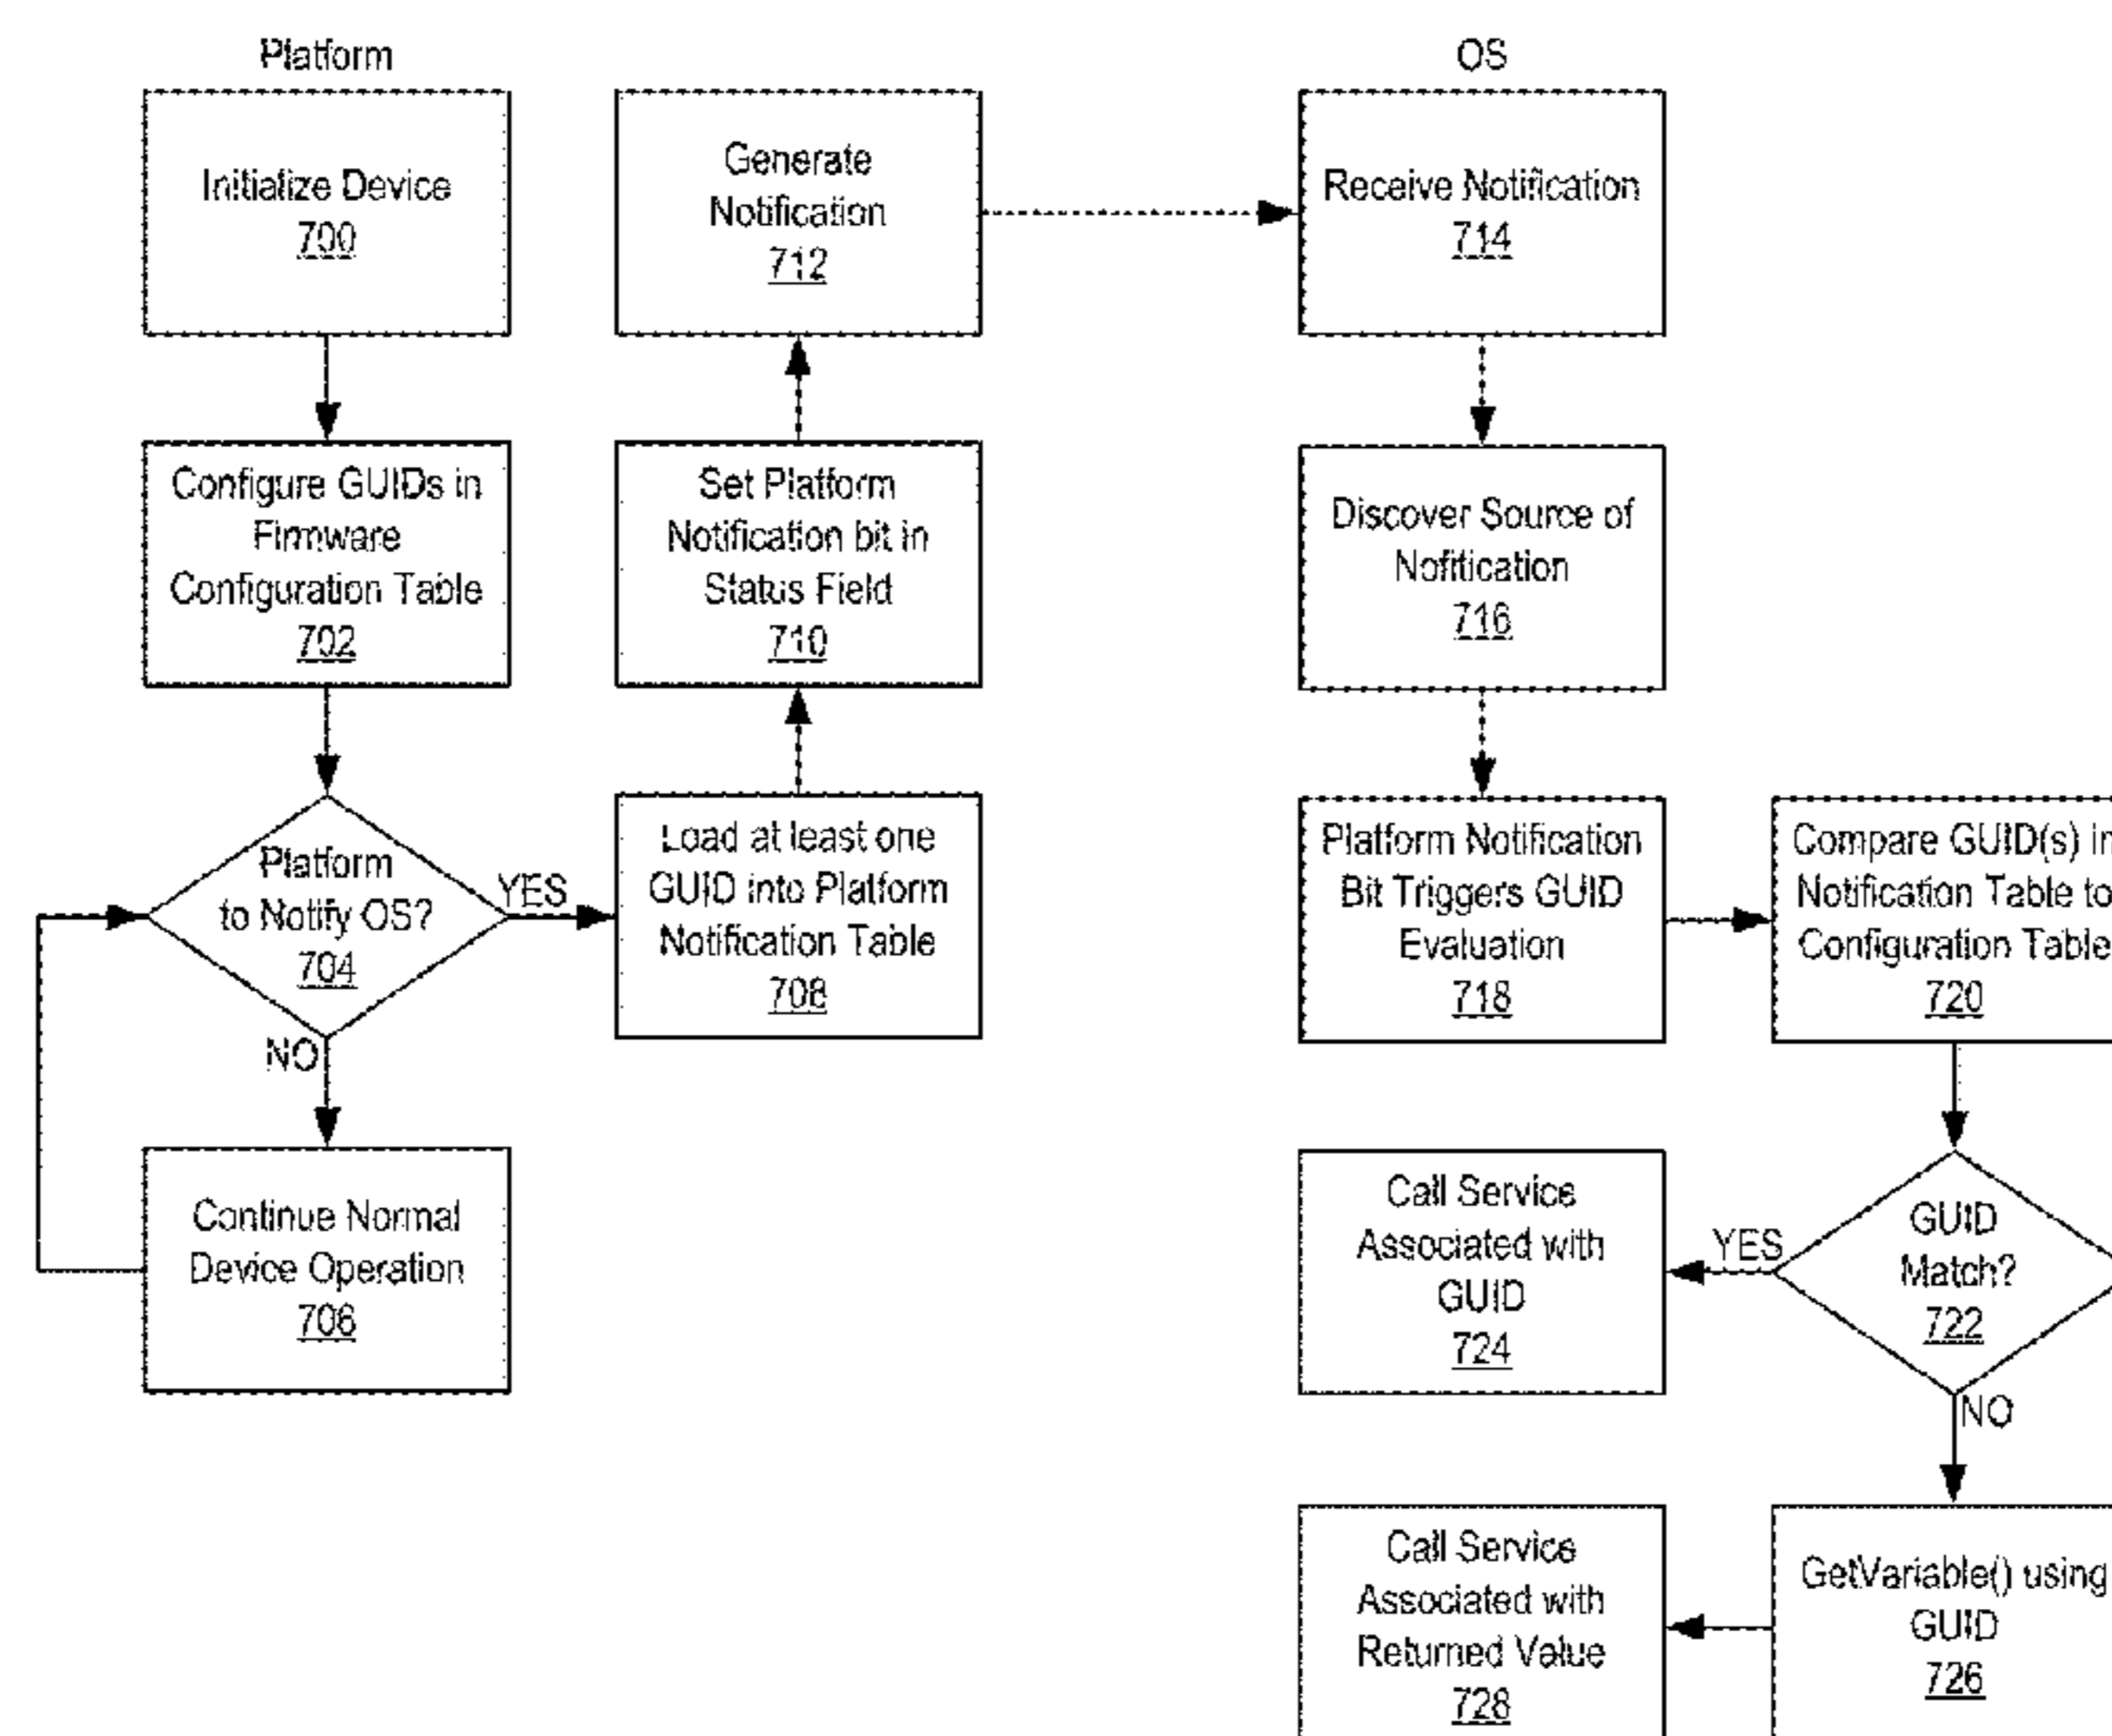 Platform
Initialize Device
700
Configure GUIDs in
Firmware
Configuration Table
702
Platform
to Notify OS?
704
YES
NO
Continue Normal
Device Operation
706
Generate
Notification
712
Set Platform
Notification bit in
Status Field
710
Load at least one
GUID into Platform
Notification Table
708
OS
Receive Notification
714
Discover Source of
Nofitication
716
Platform Notification
Bit Triggers GUID
Evaluation
718
Compare GUID(s) in
Notification Table to
Configuration Table
720
GUID
Match?
722
YES
NO
Call Service
Associated with
GUID
724
GetVariable() using
GUID
726
Call Service
Associated with
Returned Value
728